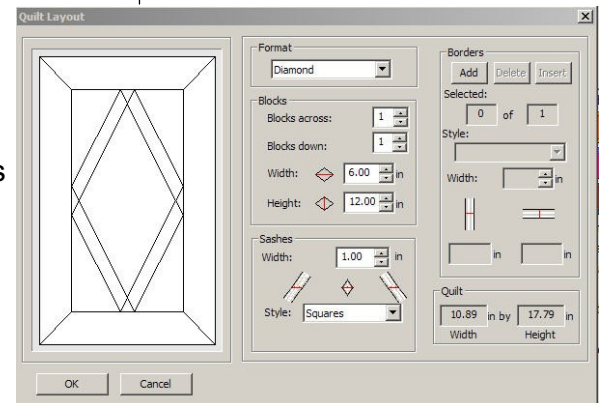 Quilt Layout
s
Format
Diamond
Blocks
Blocks across: 1
Blocks down: 1
Width: 6.00 in
Height: 12.00 in
Sashes
Width: 1.00 in
Style: Squares
Borders
Add Delete Insert
Selected:
0 of 1
Style:
Width: in
in in
Quilt
10.89 in by 17.79 in
Width Height
OK Cancel